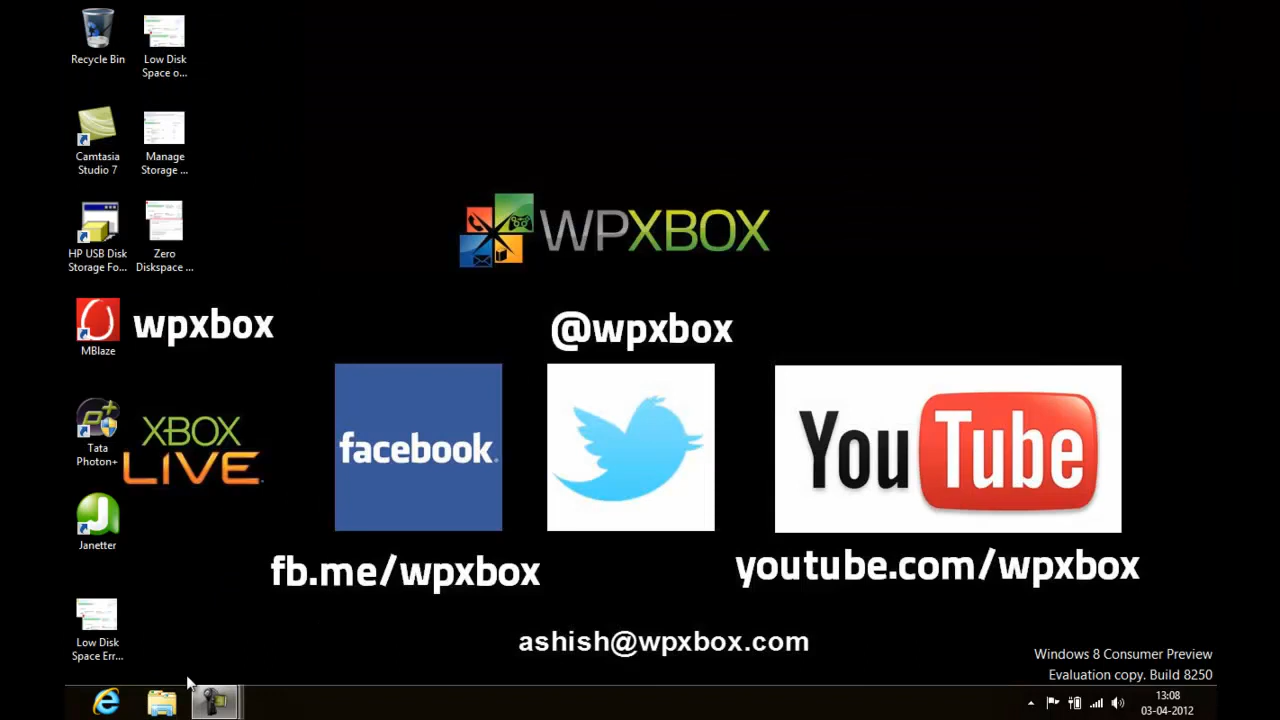 Recycle Bin
Low Disk
Space o...
Camtasia
Studio 7
Manage
Storage ...
HP USB Disk
Storage Fo...
Zero
Diskspace ...
MBlaze
wpxbox
Tata
Photon+
XBOX
LIVE
Janetter
Low Disk
Space Err...
WPXBOX
@wpxbox
facebook
YouTube
fb.me/wpxbox
youtube.com/wpxbox
ashish@wpxbox.com
Windows 8 Consumer Preview
Evaluation copy. Build 8250
13:08
03-04-2012